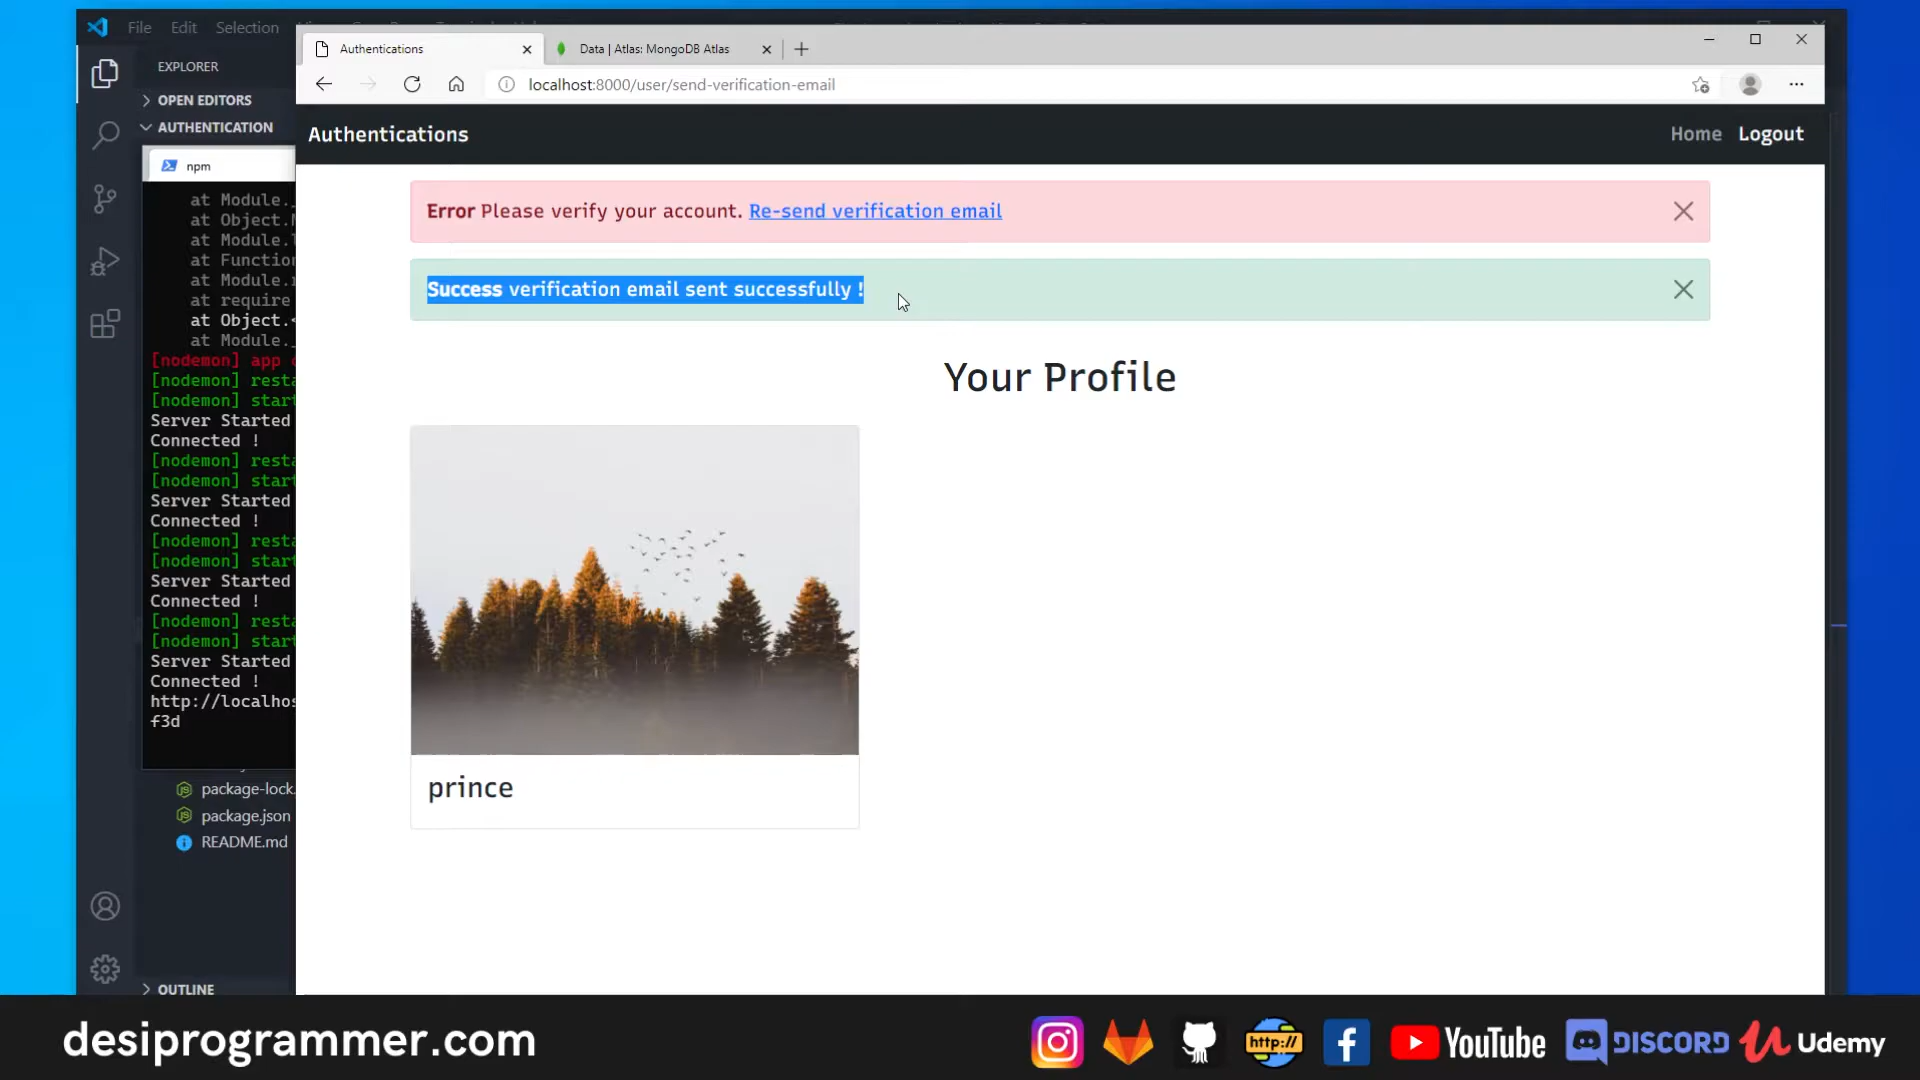 File Edit Selection
EXPLORER
OPEN EDITORS
AUTHENTICATION
npm
at Module._
at Object.M
at Module.l
at Function
at Module.r
at require
at Object.<
at Module._
[nodemon] app c
[nodemon] resta
[nodemon] start
Server Started
Connected !
[nodemon] resta
[nodemon] start
Server Started
Connected !
[nodemon] resta
[nodemon] start
Server Started
Connected !
[nodemon] resta
[nodemon] start
Server Started
Connected !
http://localhos
f3d
package-lock.
package.json
README.md
OUTLINE
Authentications
Data | Atlas: MongoDB Atlas
localhost:8000/user/send-verification-email
Authentications
Home Logout
Error Please verify your account. Re-send verification email
Success verification email sent successfully !
Your Profile
prince
desiprogrammer.com
http://
YouTube
DISCORD
Udemy